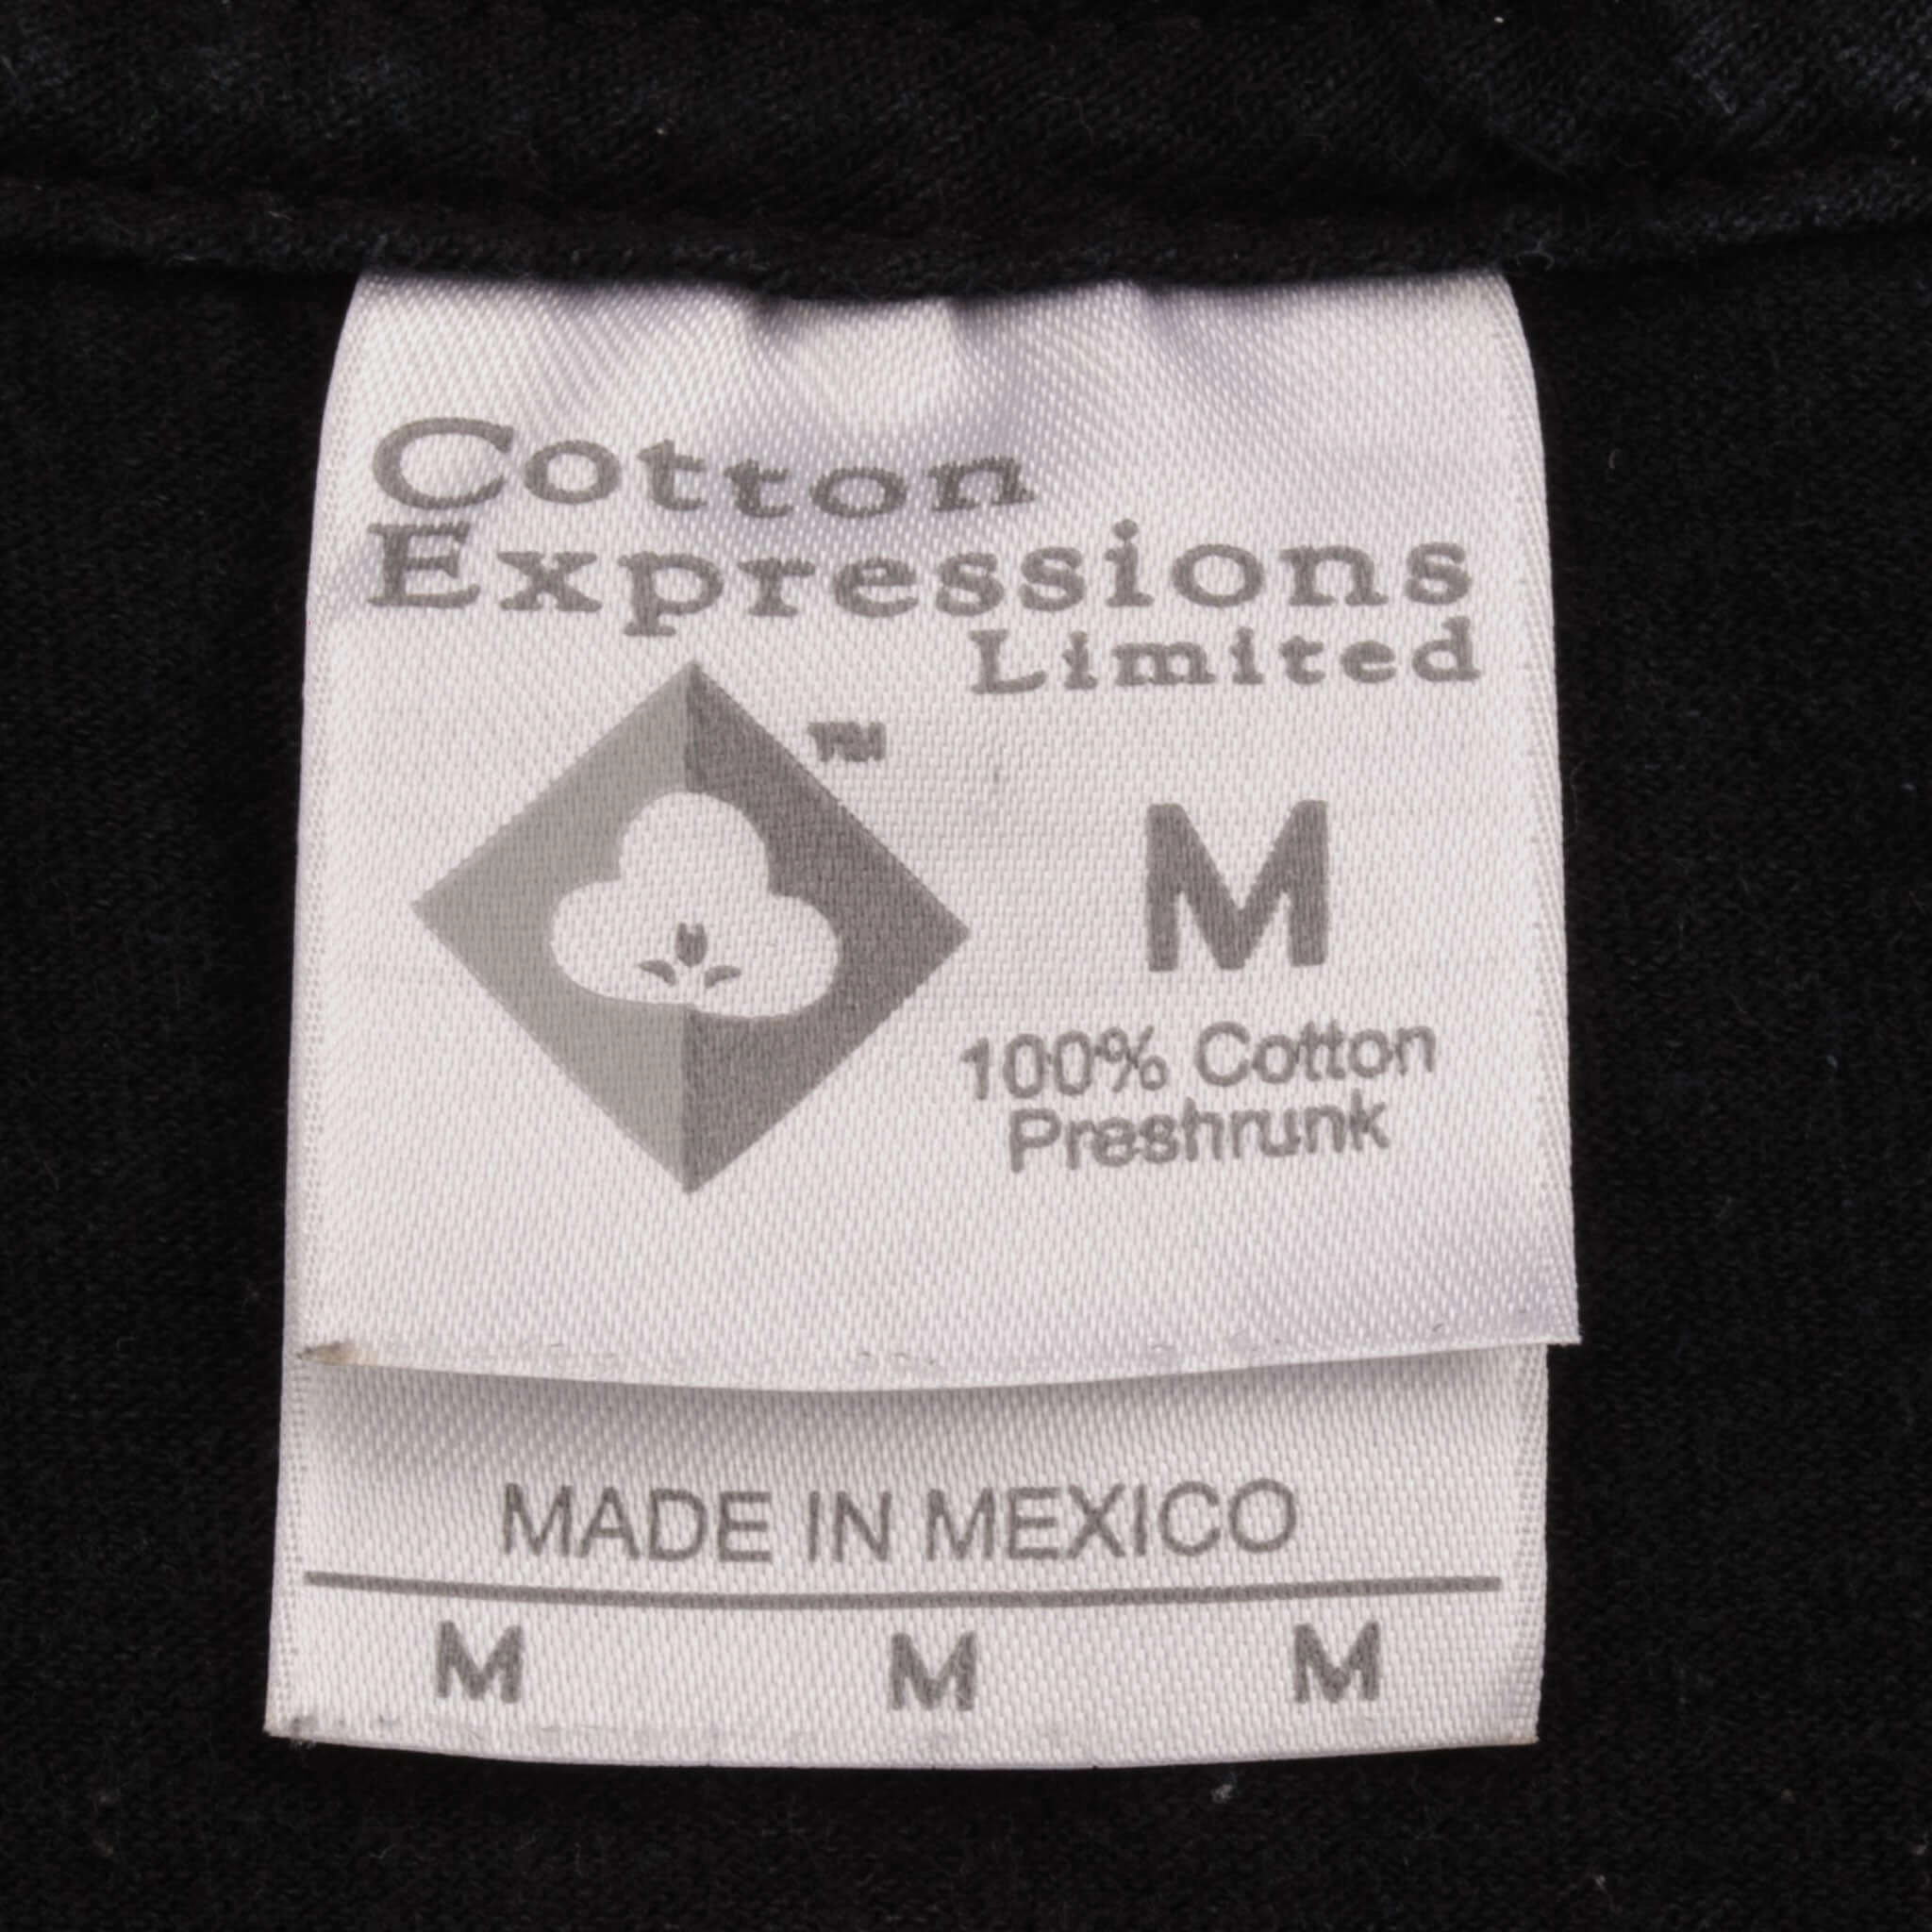 Cotton
Expressions
Limited
TM
M
100% Cotton
Preshrunk
MADE IN MEXICO
M M M